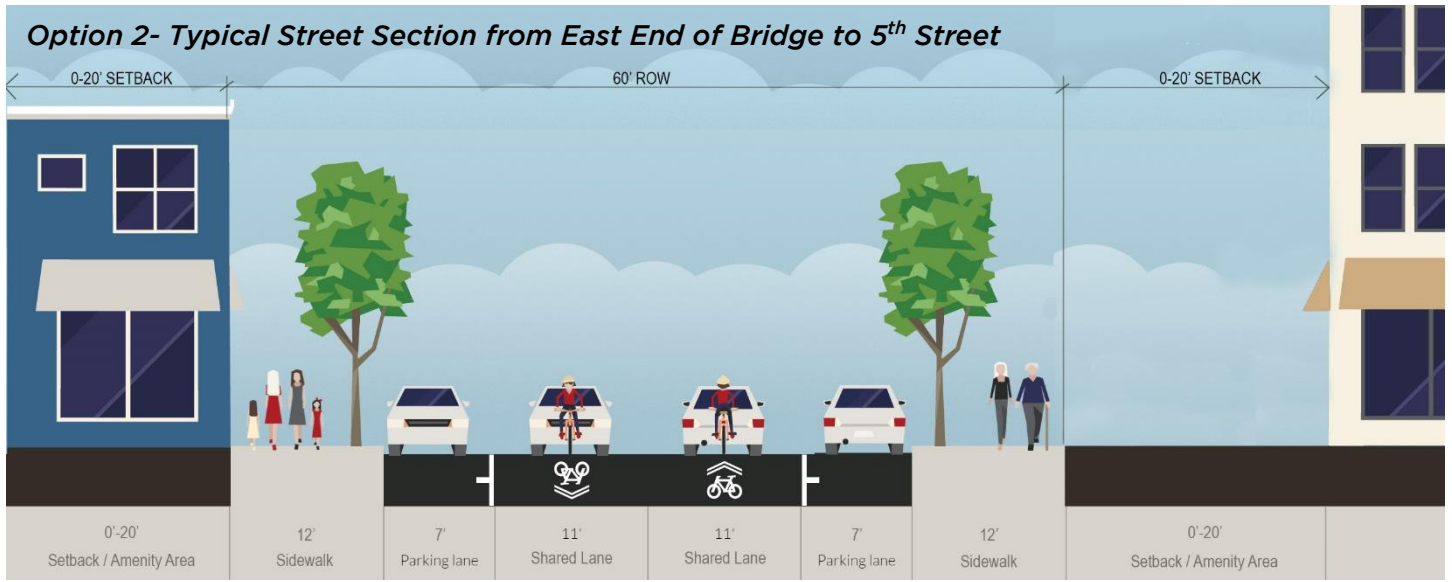 Option 2- Typical Street Section from East End of Bridge to 5th Street
0-20' SETBACK
60' ROW
0-20' SETBACK
0'-20'
Setback / Amenity Area
12'
Sidewalk
7'
Parking lane
11'
Shared Lane
11'
Shared Lane
7'
Parking lane
12'
Sidewalk
0'-20'
Setback / Amenity Area